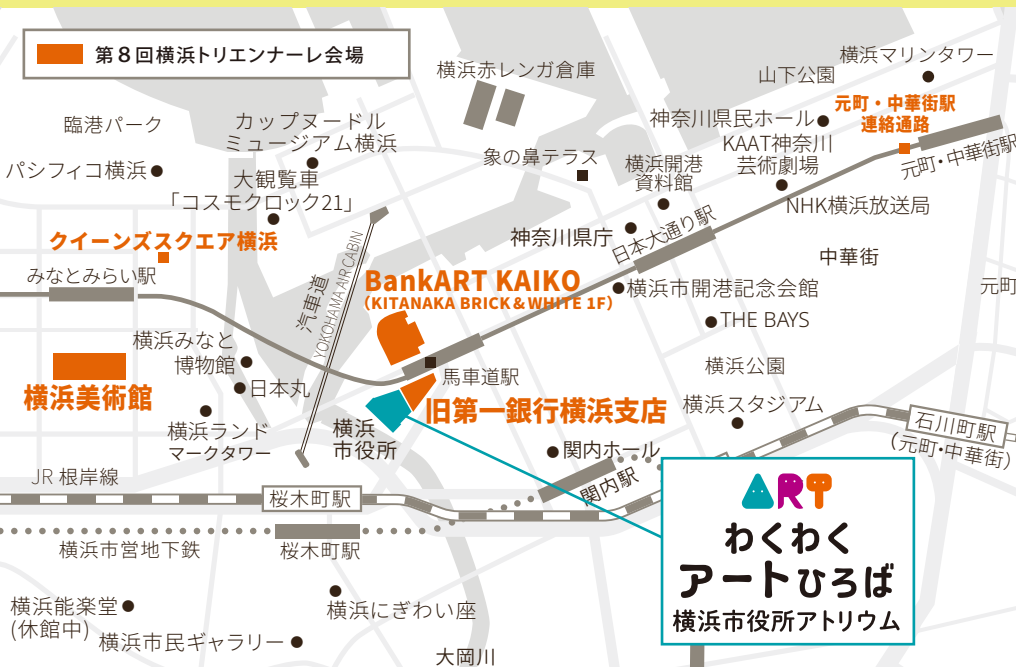 第8回横浜トリエンナーレ会場
横浜マリンタワー
山下公園
横浜赤レンガ倉庫
元町・中華街駅
連絡通路
臨港パーク
カップヌードル
ミュージアム横浜
神奈川県民ホール
KAAT神奈川
芸術劇場
元町・中華街駅
パシフィコ横浜
象の鼻テラス
横浜開港
資料館
大観覧車
「コスモクロック21」
NHK横浜放送局
クイーンズスクエア横浜
神奈川県庁
日本大通り駅
中華街
みなとみらい駅
汽車道
YOKOHAMA AIR CABIN
BankART KAIKO
(KITANAKA BRICK&WHITE 1F)
横浜市開港記念会館
元町
THE BAYS
横浜みなと
博物館
日本丸
馬車道駅
横浜公園
横浜美術館
旧第一銀行横浜支店
横浜スタジアム
横浜ランド
マークタワー
横浜
市役所
石川町駅
(元町・中華街)
関内ホール
関内駅
JR 根岸線
桜木町駅
横浜市営地下鉄
桜木町駅
ART
わくわく
アートひろば
横浜市役所アトリウム
横浜能楽堂
(休館中)
横浜にぎわい座
横浜市民ギャラリー
大岡川